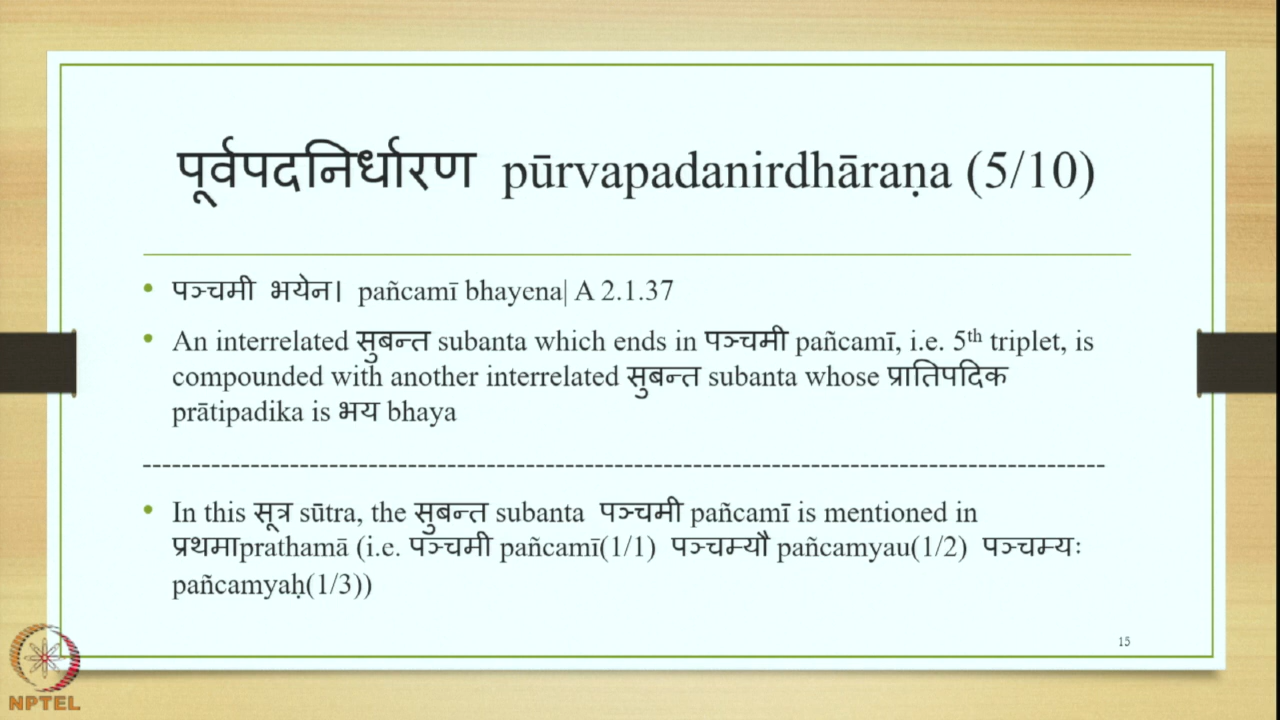 पूर्वपदनिर्धारण pūrvapadanirdhāraṇa (5/10)
• पञ्चमी भयेन। pañcamī bhayena| A 2.1.37
• An interrelated सुबन्त subanta which ends in पञ्चमी pañcamī, i.e. 5th triplet, is
compounded with another interrelated सुबन्त subanta whose प्रातिपदिक
prātipadika is भय bhaya
--------------------------------------------------------------------------------------------------
• In this सूत्र sūtra, the सुबन्त subanta पञ्चमी pañcamī is mentioned in
प्रथमाprathamā (i.e. पञ्चमी pañcamī(1/1) पञ्चम्यौ pañcamyau(1/2) पञ्चम्यः
pañcamyaḥ(1/3))
15
NPTEL